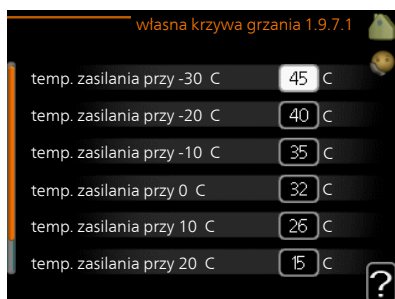 własna krzywa grzania 1.9.7.1
temp. zasilania przy -30 C 45 C
temp. zasilania przy -20 C 40 C
temp. zasilania przy -10 C 35 C
temp. zasilania przy 0 C 32 C
temp. zasilania przy 10 C 26 C
temp. zasilania przy 20 C 15 C
?